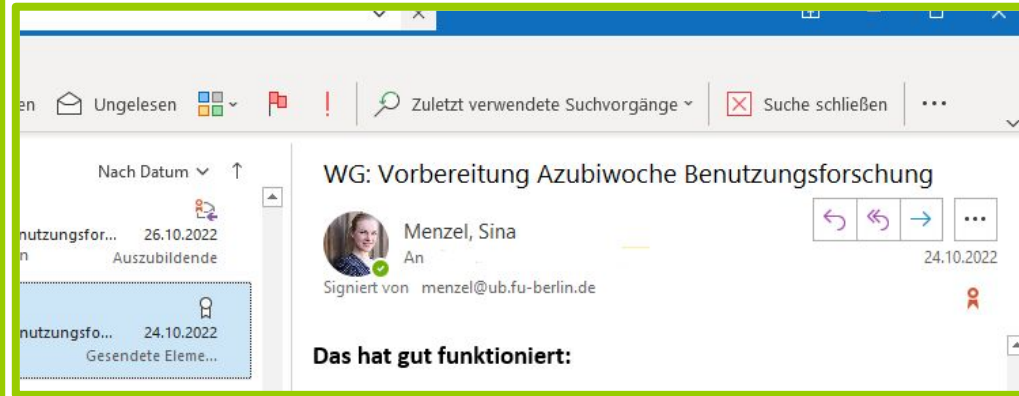 en Ungelesen Zuletzt verwendete Suchvorgänge Suche schließen ...
Nach Datum
nutzungsfor... 26.10.2022
n Auszubildende
nutzungsfo... 24.10.2022
Gesendete Eleme...
WG: Vorbereitung Azubiwoche Benutzungsforschung
Menzel, Sina
An
24.10.2022
Signiert von menzel@ub.fu-berlin.de
Das hat gut funktioniert: